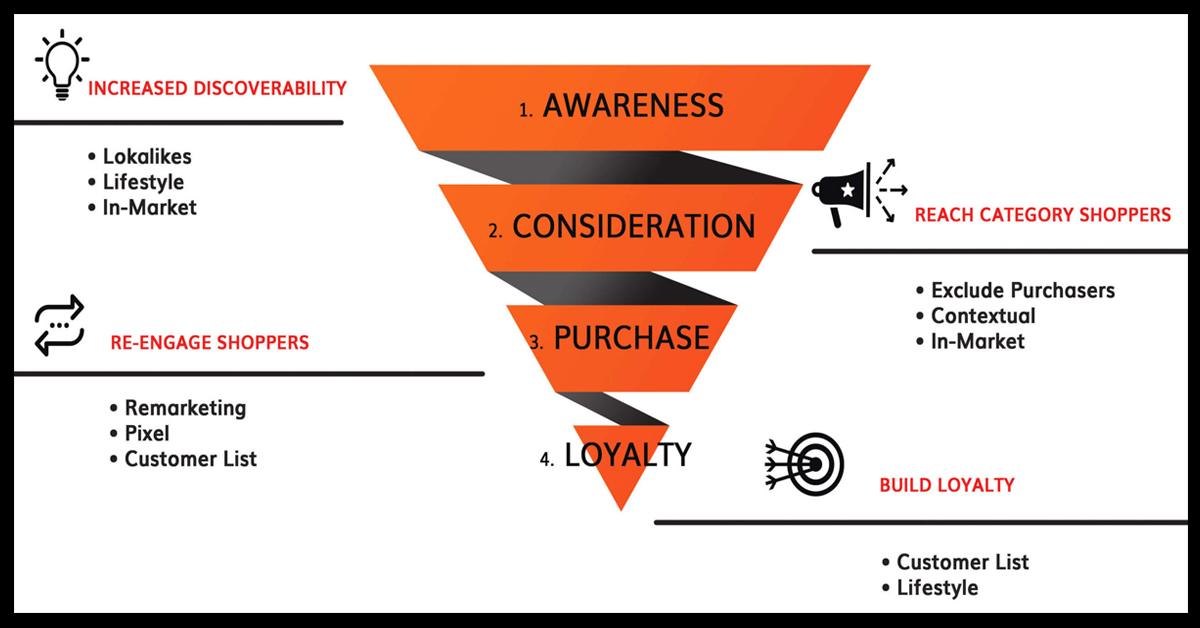 INCREASED DISCOVERABILITY
• Lokalikes
• Lifestyle
• In-Market
1. AWARENESS
2. CONSIDERATION
REACH CATEGORY SHOPPERS
• Exclude Purchasers
• Contextual
• In-Market
3. PURCHASE
RE-ENGAGE SHOPPERS
• Remarketing
• Pixel
• Customer List
4. LOYALTY
BUILD LOYALTY
• Customer List
• Lifestyle